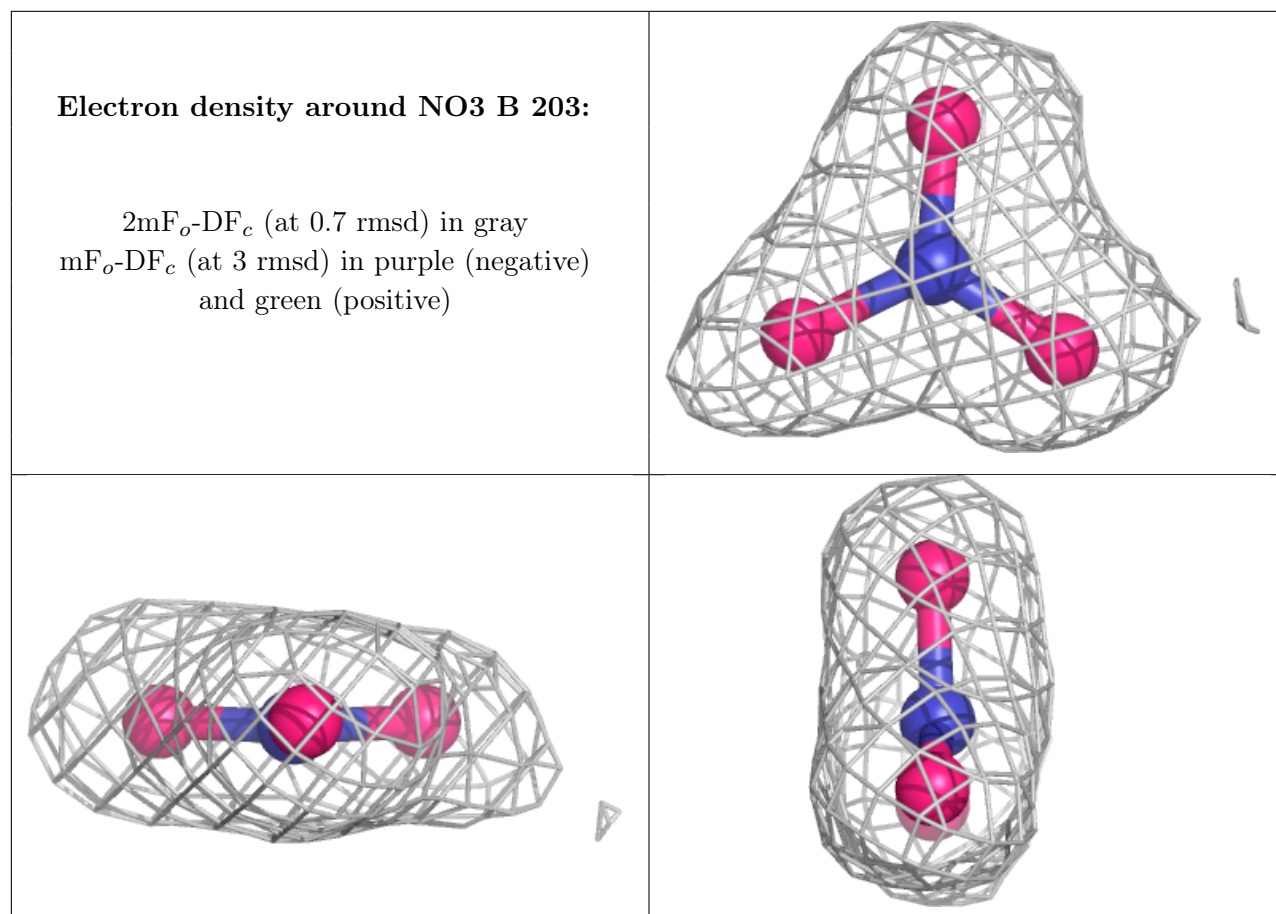 Electron density around NO3 B 203:
2mFo-DFc (at 0.7 rmsd) in gray
mFo-DFc (at 3 rmsd) in purple (negative)
and green (positive)